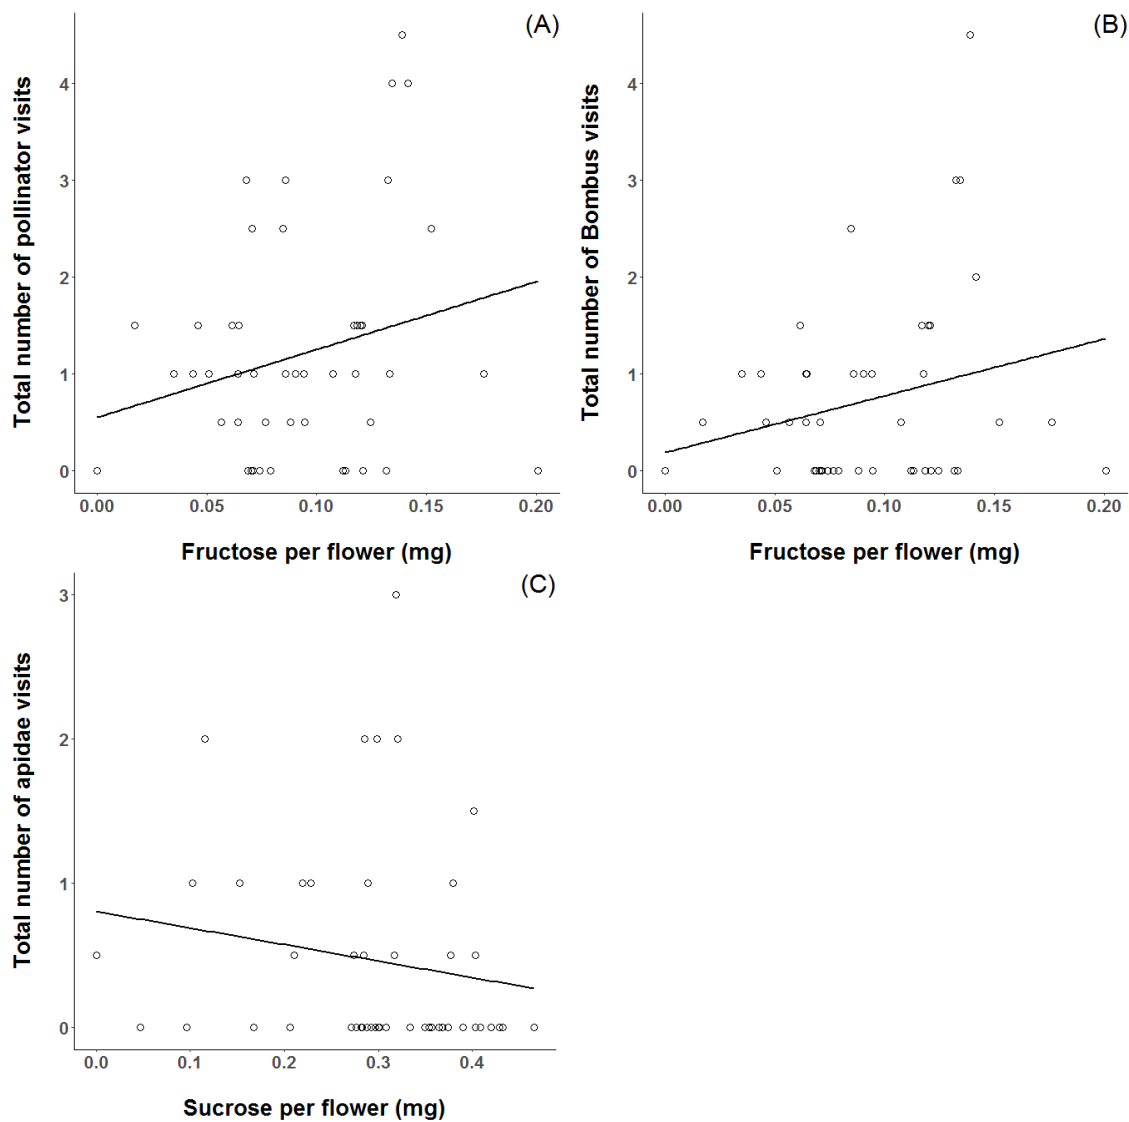 (A)
Total number of pollinator visits
4
3
2
1
0
0.00 0.05 0.10 0.15 0.20
Fructose per flower (mg)
(B)
Total number of Bombus visits
4
3
2
1
0
0.00 0.05 0.10 0.15 0.20
Fructose per flower (mg)
(C)
Total number of apidae visits
3
2
1
0
0.0 0.1 0.2 0.3 0.4
Sucrose per flower (mg)